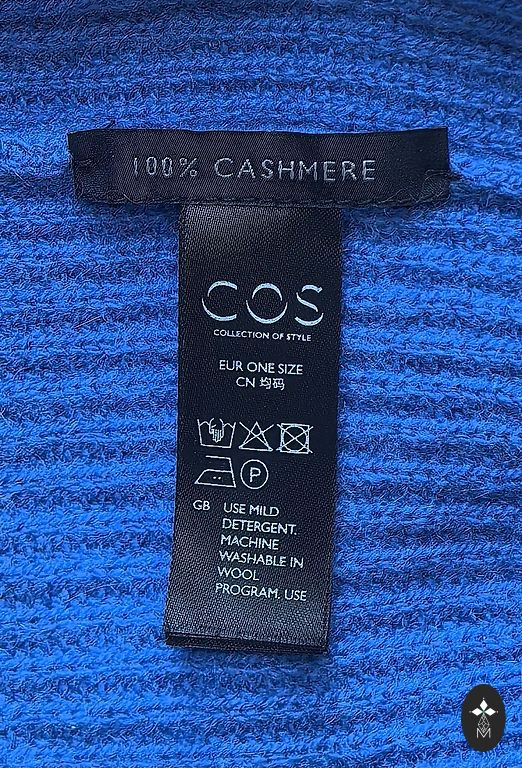 100% CASHMERE
COS
COLLECTION OF STYLE
EUR ONE SIZE
CN 均码
P
GB USE MILD
DETERGENT.
MACHINE
WASHABLE IN
WOOL
PROGRAM. USE
M